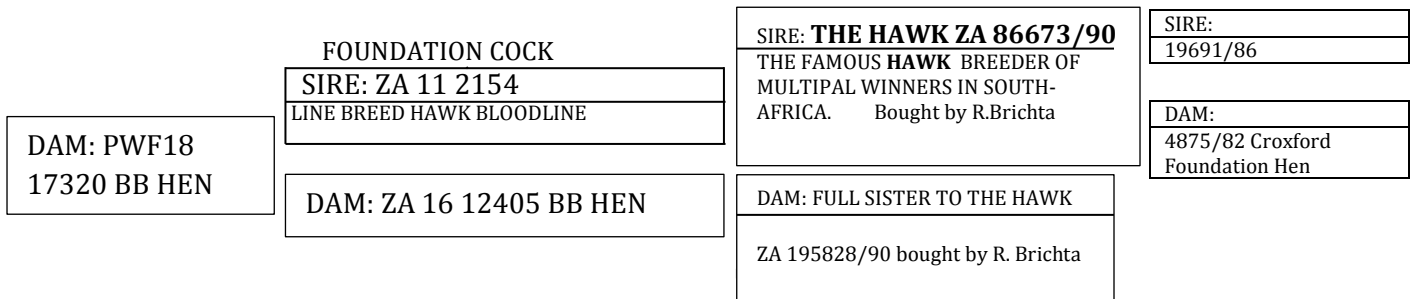 DAM: PWF18
17320 BB HEN
FOUNDATION COCK
SIRE: ZA 11 2154
LINE BREED HAWK BLOODLINE
DAM: ZA 16 12405 BB HEN
SIRE: THE HAWK ZA 86673/90
THE FAMOUS HAWK BREEDER OF
MULTIPAL WINNERS IN SOUTH-
AFRICA. Bought by R.Brichta
DAM: FULL SISTER TO THE HAWK
ZA 195828/90 bought by R. Brichta
SIRE:
19691/86
DAM:
4875/82 Croxford
Foundation Hen